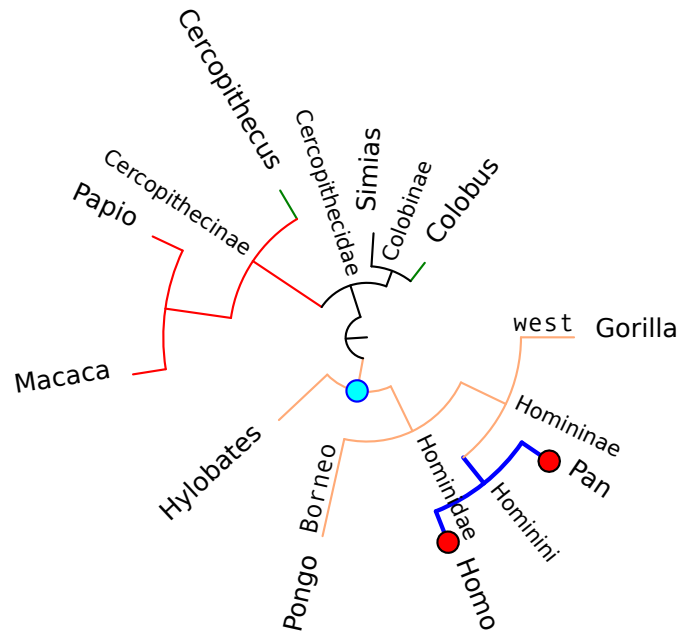 Cercopithecus
Cercopithecidae
Simias
Colobinae
Colobus
Cercopithecinae
Papio
Macaca
west
Gorilla
Homininae
Pan
Hominini
Hominidae
Homo
Hylobates
Borneo
Pongo